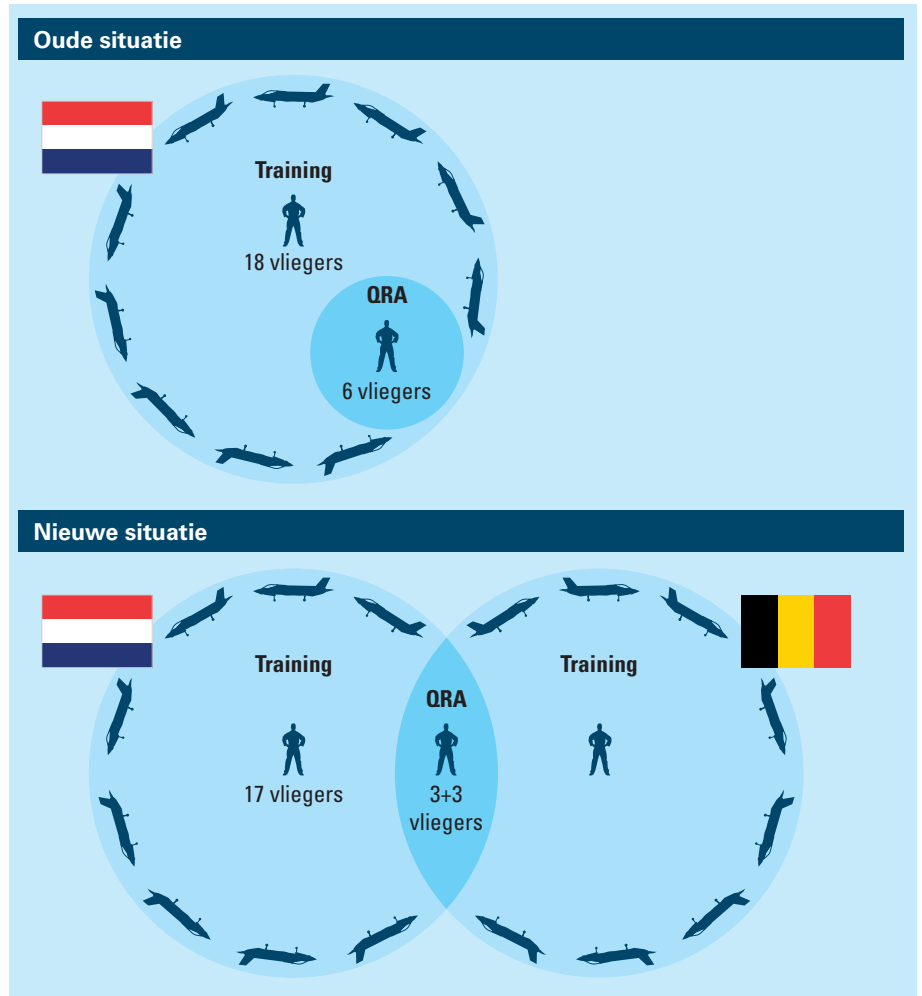 Oude situatie
Training
18 vliegers
QRA
6 vliegers
Nieuwe situatie
Training
17 vliegers
QRA
3+3
vliegers
Training